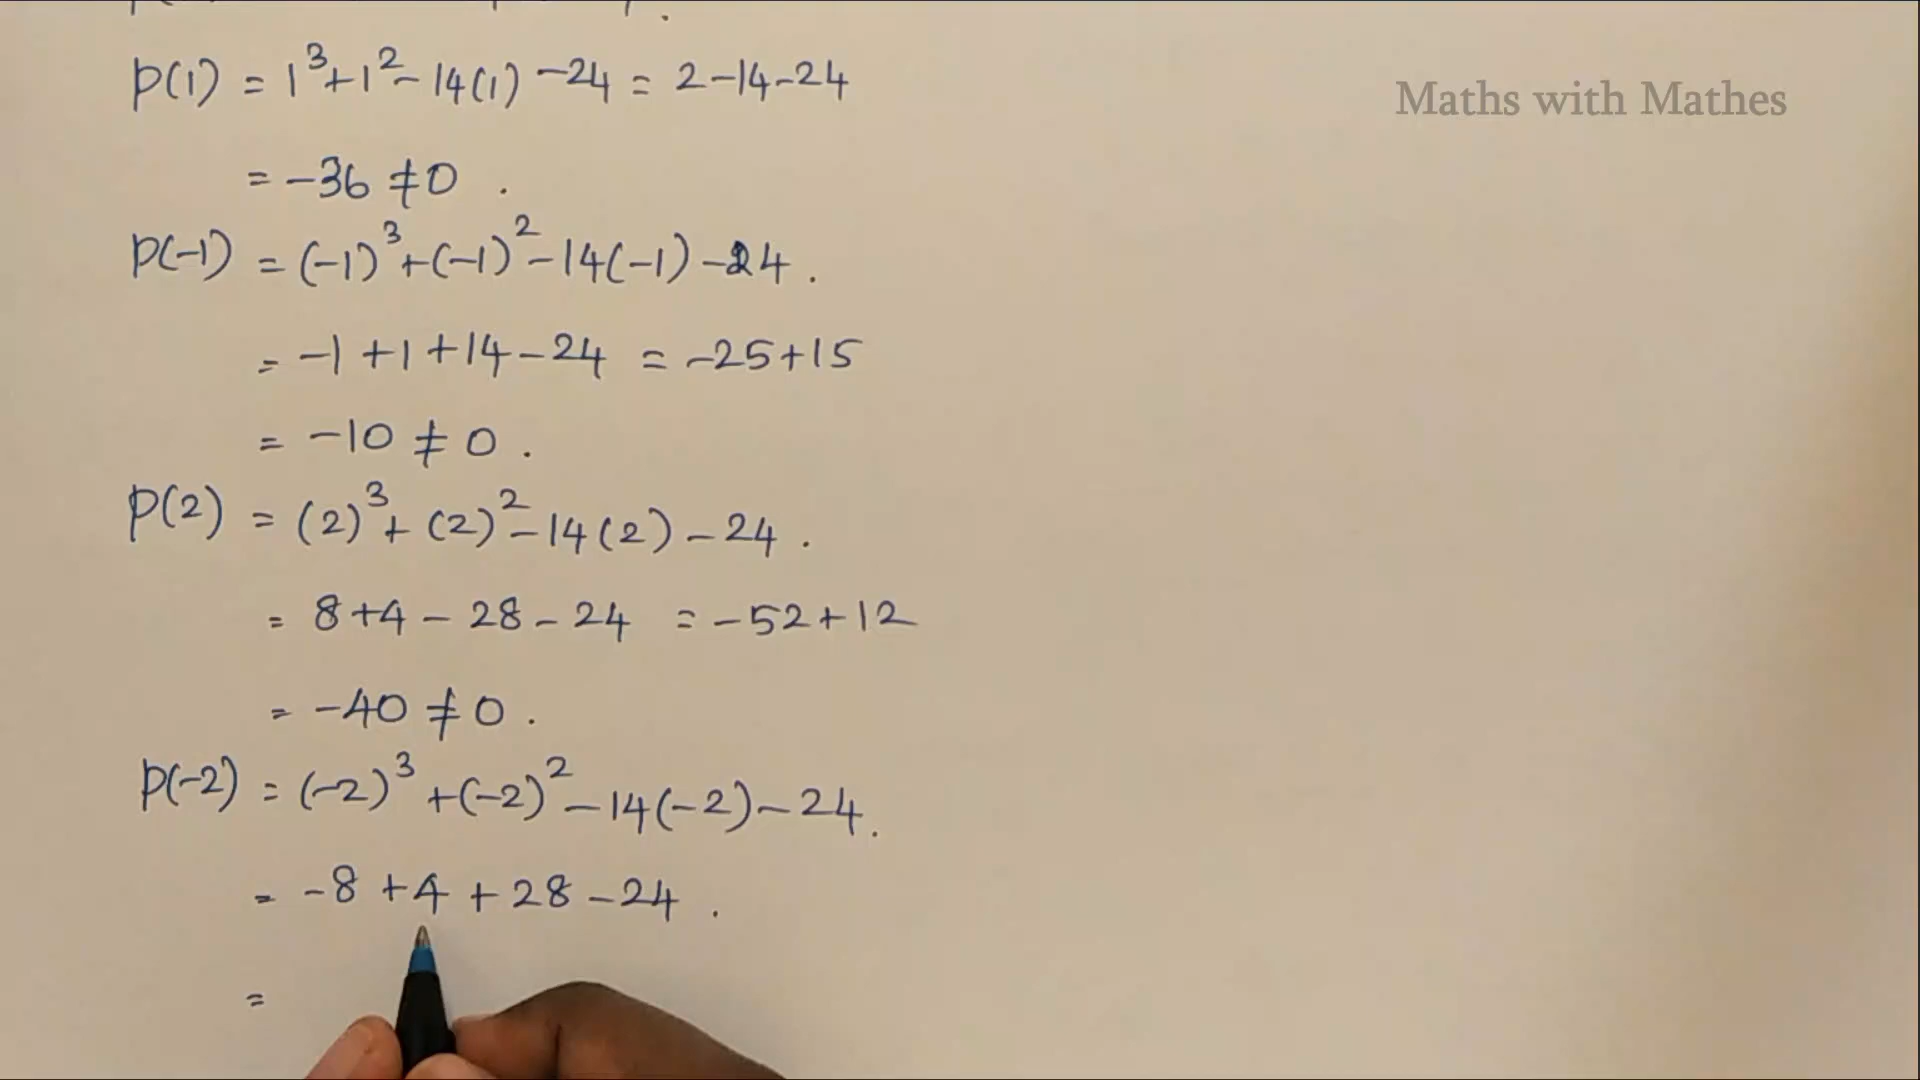 p(1) = 1³+1²-14(1)-24 = 2-14-24
Maths with Mathes
= -36 ≠ 0 .
p(-1) = (-1)³+(-1)²-14(-1)-24 .
= -1+1+14-24 = -25+15
= -10 ≠ 0 .
p(2) = (2)³+(2)²-14(2)-24 .
= 8+4-28-24 = -52+12
= -40 ≠ 0 .
p(-2) = (-2)³+(-2)²-14(-2)-24 .
= -8+4+28-24 .
=